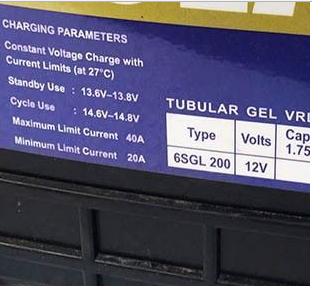 CHARGING PARAMETERS
Constant Voltage Charge with
Current Limits (at 27°C)
Standby Use : 13.6V–13.8V
Cycle Use : 14.6V–14.8V
Maximum Limit Current 40A
Minimum Limit Current 20A
TUBULAR GEL VRL
Type Volts Cap
1.75
6SGL 200 12V